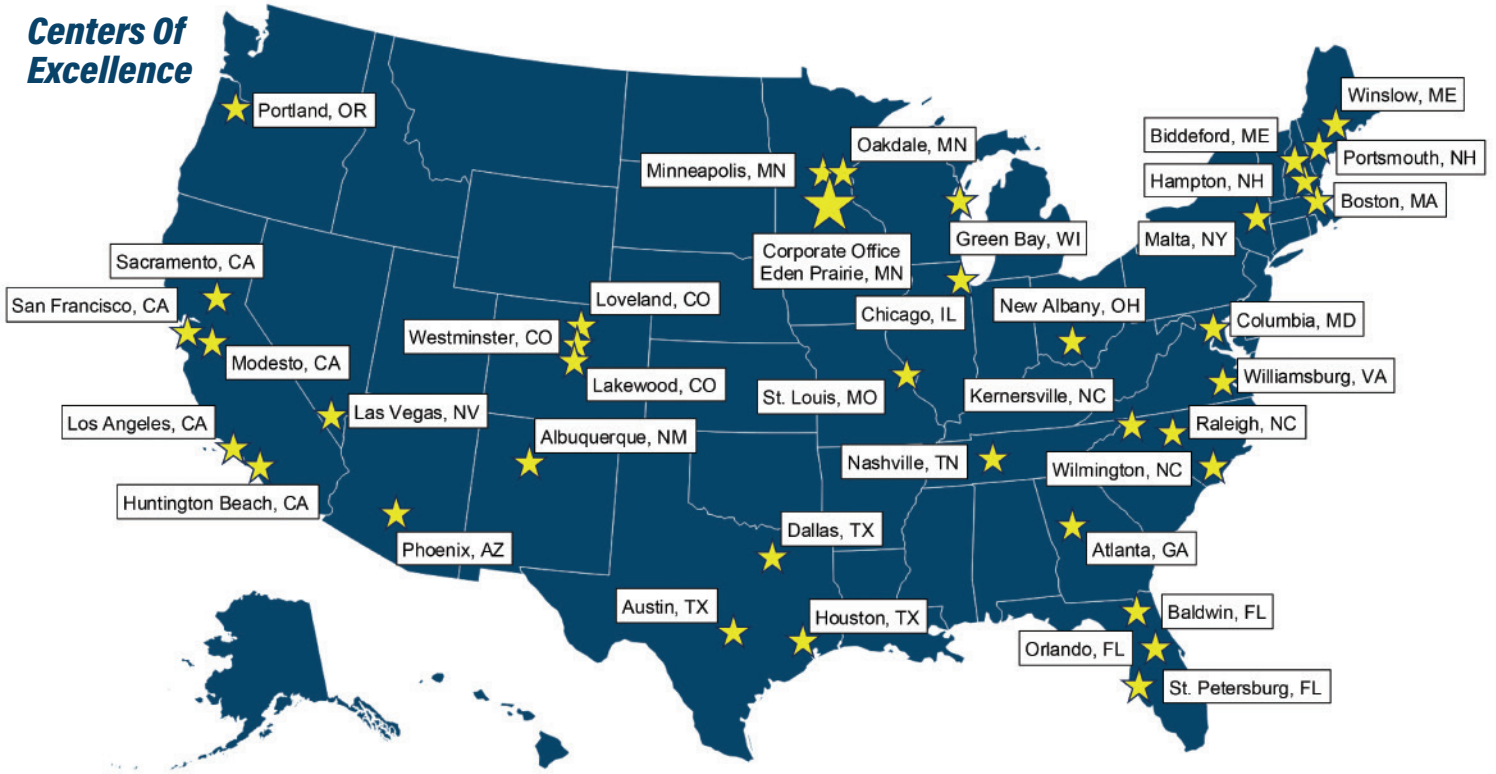 Centers Of
Excellence
Portland, OR
Winslow, ME
Biddeford, ME
Oakdale, MN
Portsmouth, NH
Minneapolis, MN
Hampton, NH
Boston, MA
Green Bay, WI
Malta, NY
Corporate Office
Eden Prairie, MN
Sacramento, CA
Loveland, CO
San Francisco, CA
New Albany, OH
Chicago, IL
Columbia, MD
Westminster, CO
Modesto, CA
Lakewood, CO
Williamsburg, VA
St. Louis, MO
Kernersville, NC
Las Vegas, NV
Los Angeles, CA
Raleigh, NC
Albuquerque, NM
Nashville, TN
Wilmington, NC
Huntington Beach, CA
Dallas, TX
Phoenix, AZ
Atlanta, GA
Austin, TX
Houston, TX
Baldwin, FL
Orlando, FL
St. Petersburg, FL